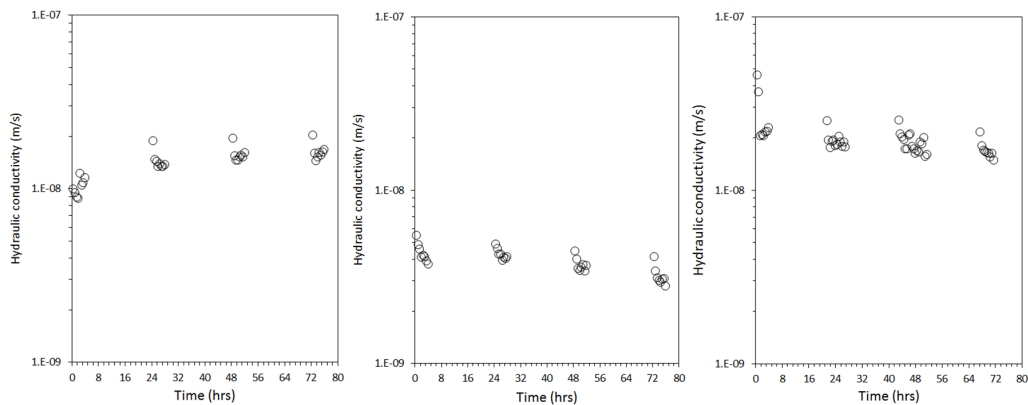 1.E-07
1.E-08
1.E-09
Hydraulic conductivity (m/s)
0 8 16 24 32 40 48 56 64 72 80
Time (hrs)
1.E-07
1.E-08
1.E-09
Hydraulic conductivity (m/s)
0 8 16 24 32 40 48 56 64 72 80
Time (hrs)
1.E-07
1.E-08
1.E-09
Hydraulic conductivity (m/s)
0 8 16 24 32 40 48 56 64 72 80
Time (hrs)